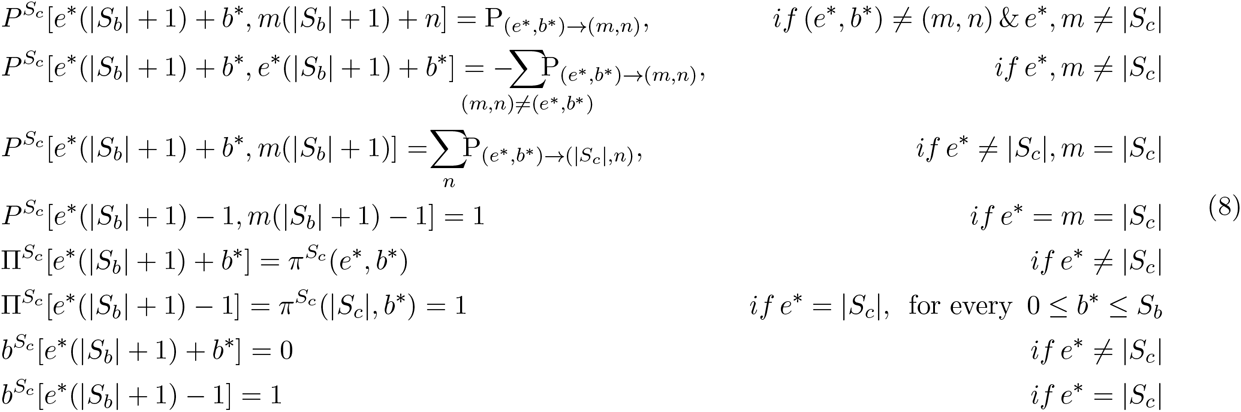 P^{S_c}[e*(|S_b| + 1) + b*, m(|S_b| + 1) + n] = P_{(e*,b*)→(m,n)}, if (e*, b*) ≠ (m, n) & e*, m ≠ |S_c|
P^{S_c}[e*(|S_b| + 1) + b*, e*(|S_b| + 1) + b*] = −∑_{(m,n)≠(e*,b*)} P_{(e*,b*)→(m,n)}, if e*, m ≠ |S_c|
P^{S_c}[e*(|S_b| + 1) + b*, m(|S_b| + 1)] = ∑_n P_{(e*,b*)→(|S_c|,n)}, if e* ≠ |S_c|, m = |S_c|
P^{S_c}[e*(|S_b| + 1) − 1, m(|S_b| + 1) − 1] = 1 if e* = m = |S_c| (8)
Π^{S_c}[e*(|S_b| + 1) + b*] = π^{S_c}(e*, b*) if e* ≠ |S_c|
Π^{S_c}[e*(|S_b| + 1) − 1] = π^{S_c}(|S_c|, b*) = 1 if e* = |S_c|, for every 0 ≤ b* ≤ S_b
b^{S_c}[e*(|S_b| + 1) + b*] = 0 if e* ≠ |S_c|
b^{S_c}[e*(|S_b| + 1) − 1] = 1 if e* = |S_c|